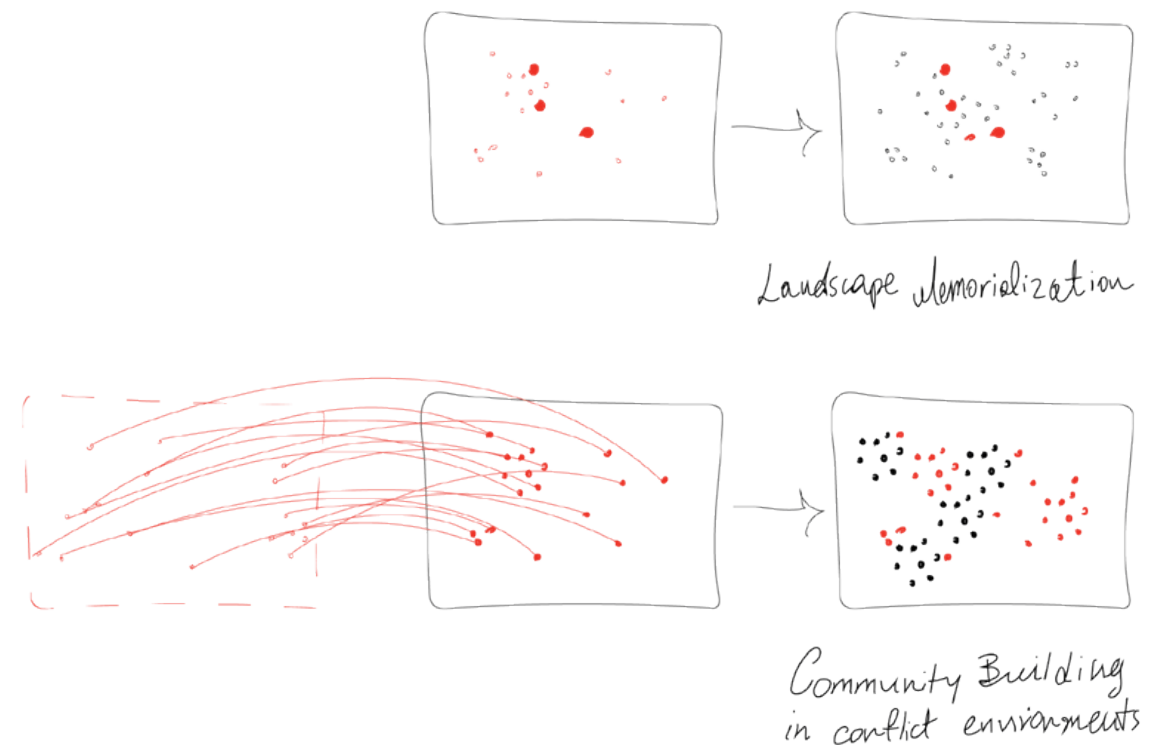 Landscape Memorialization
Community Building
in conflict environments